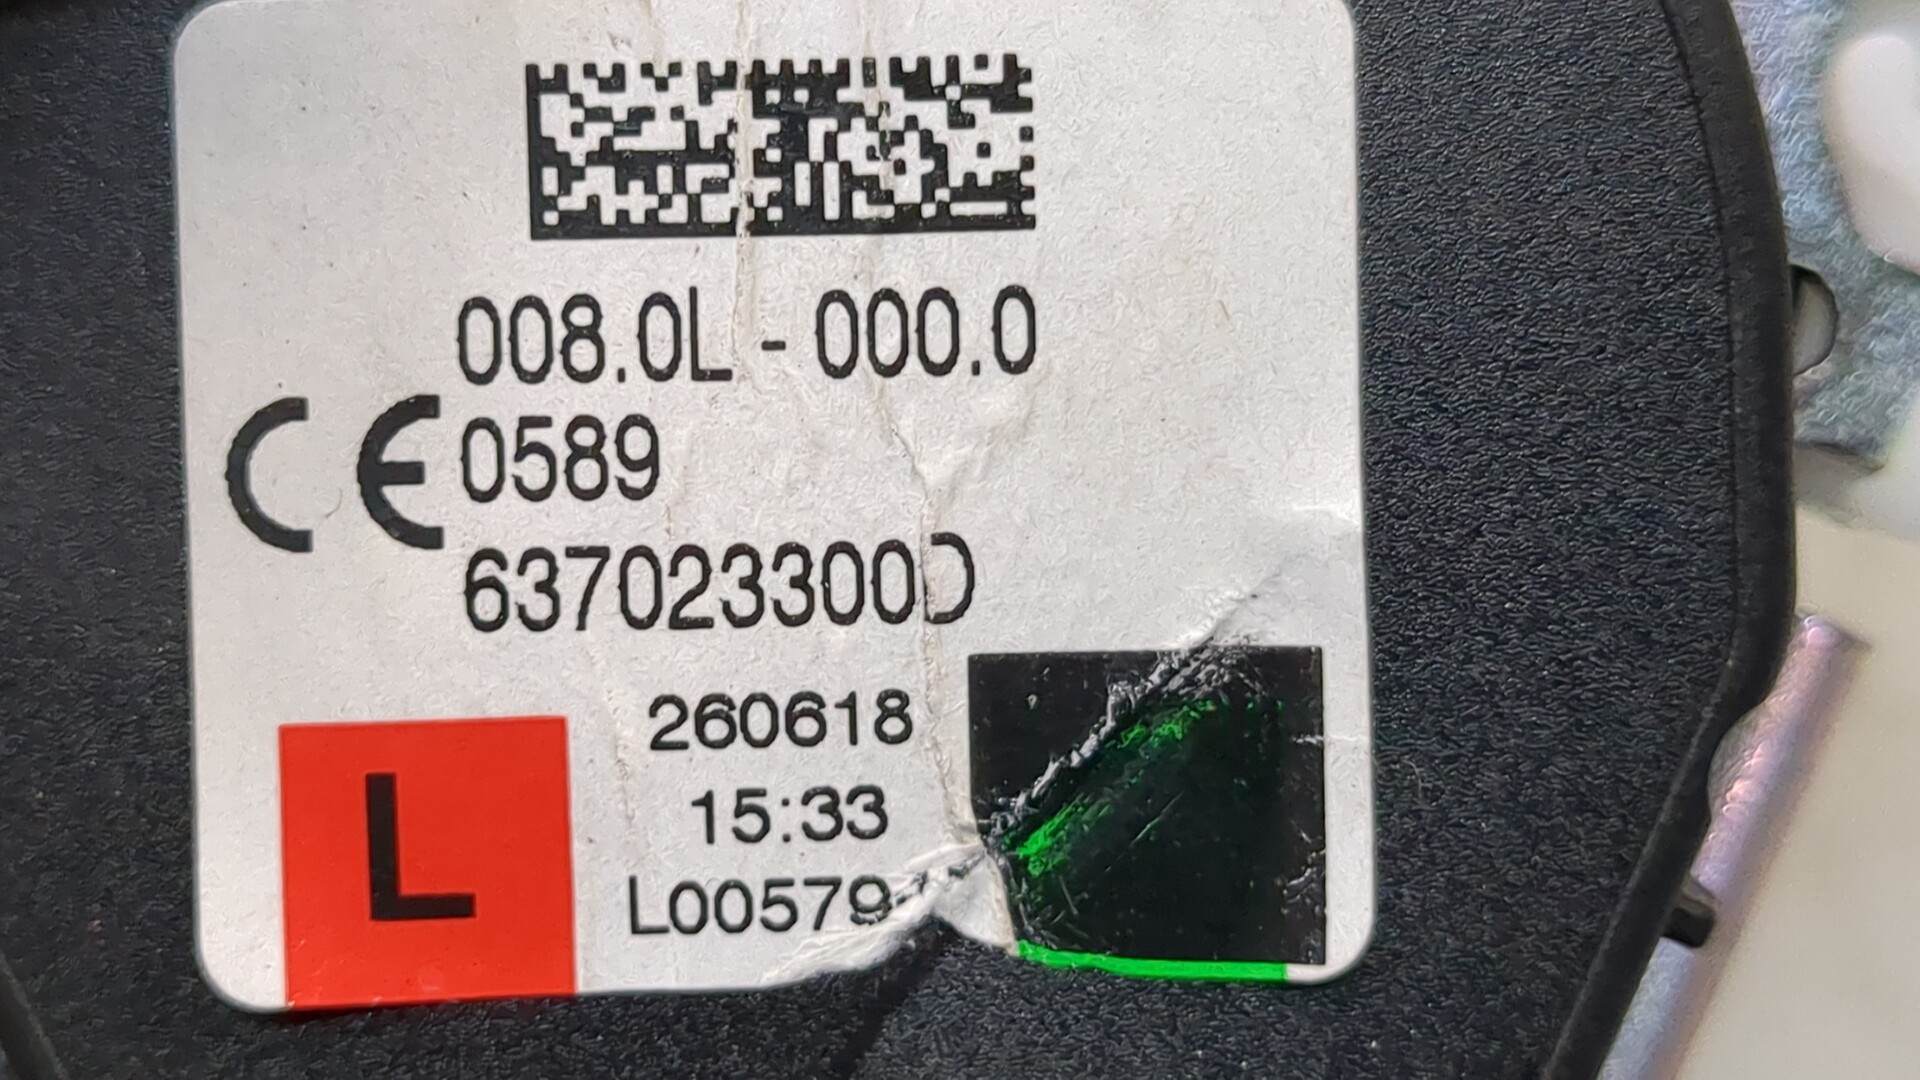 008.0L - 000.0
CE 0589
637023300D
260618
15:33
L00579
L